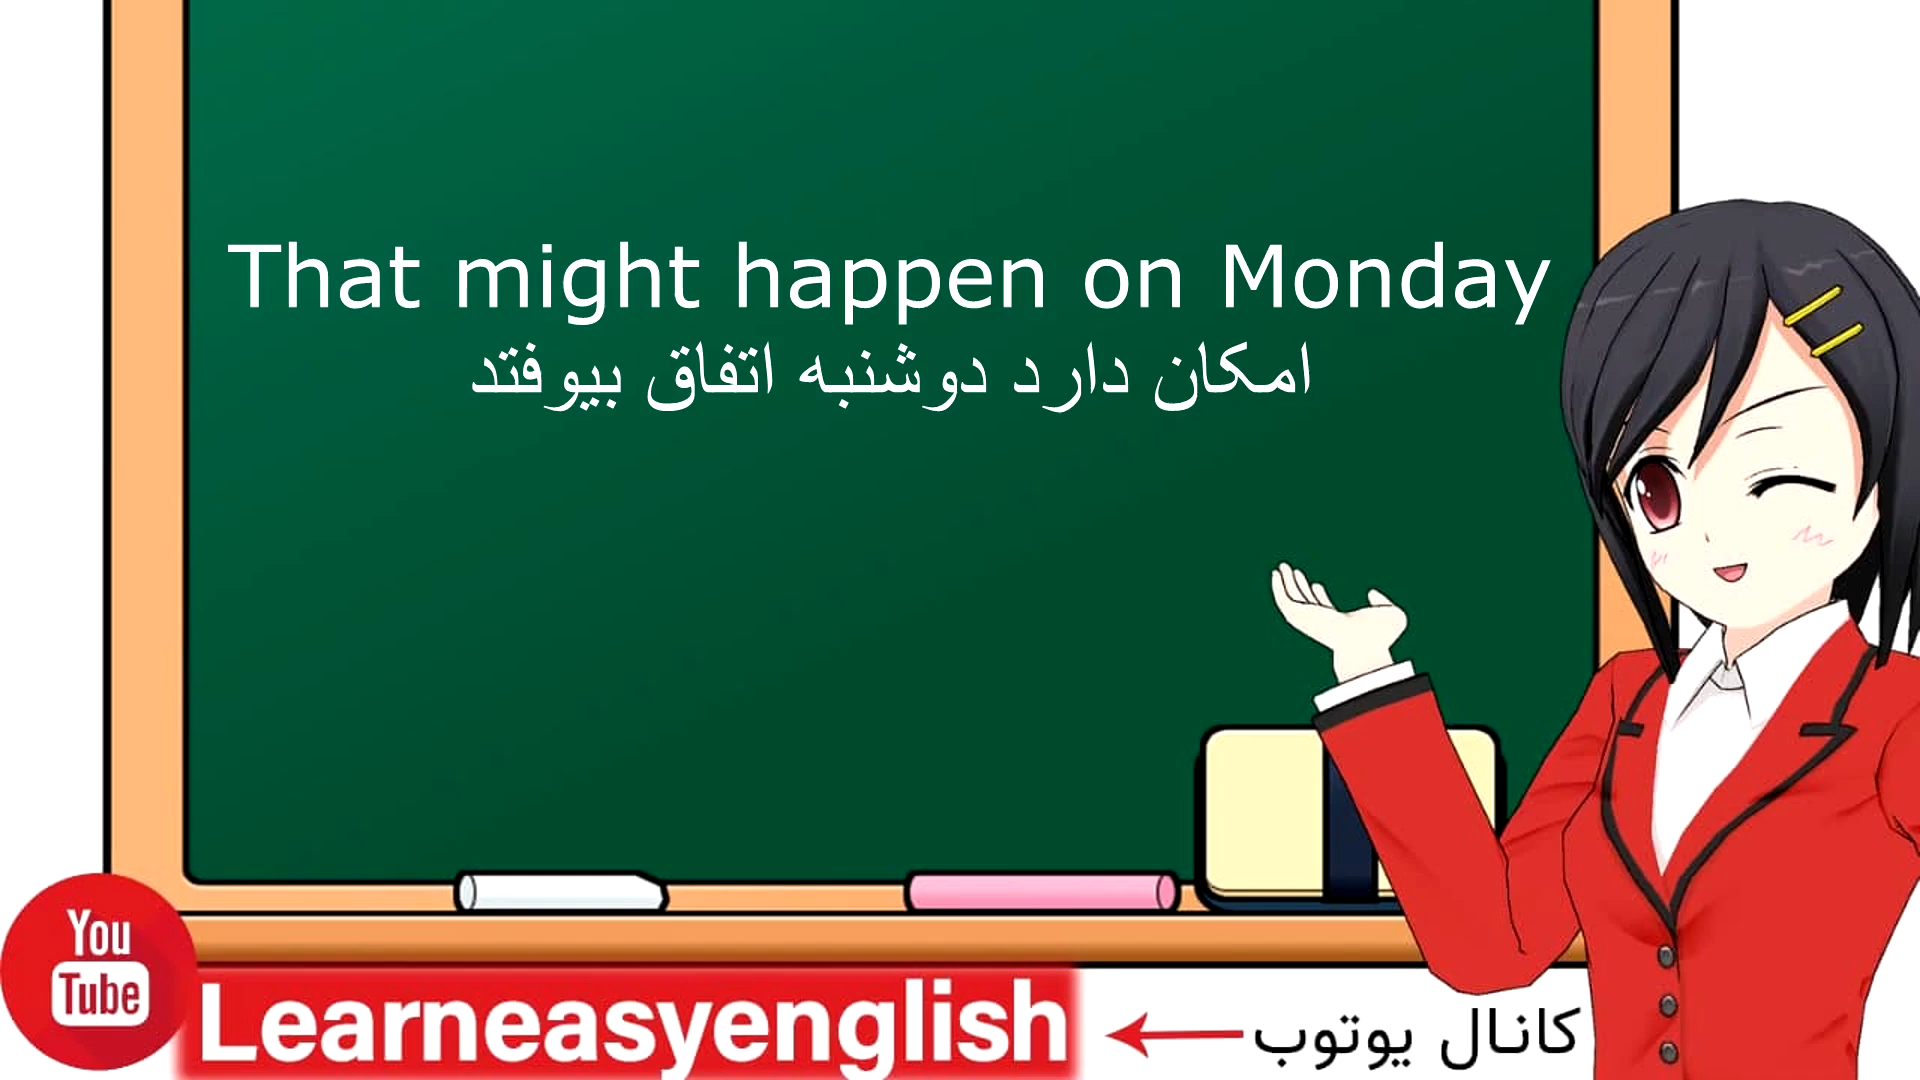 That might happen on Monday
امکان دارد دوشنبه اتفاق بیوفتد
You
Tube
Learneasyenglish
کانال یوتوب